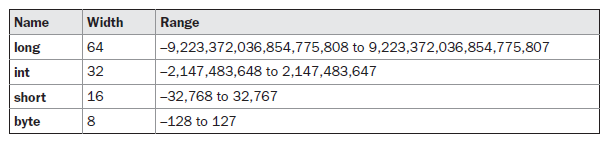 Name Width Range
long 64 –9,223,372,036,854,775,808 to 9,223,372,036,854,775,807
int 32 –2,147,483,648 to 2,147,483,647
short 16 –32,768 to 32,767
byte 8 –128 to 127